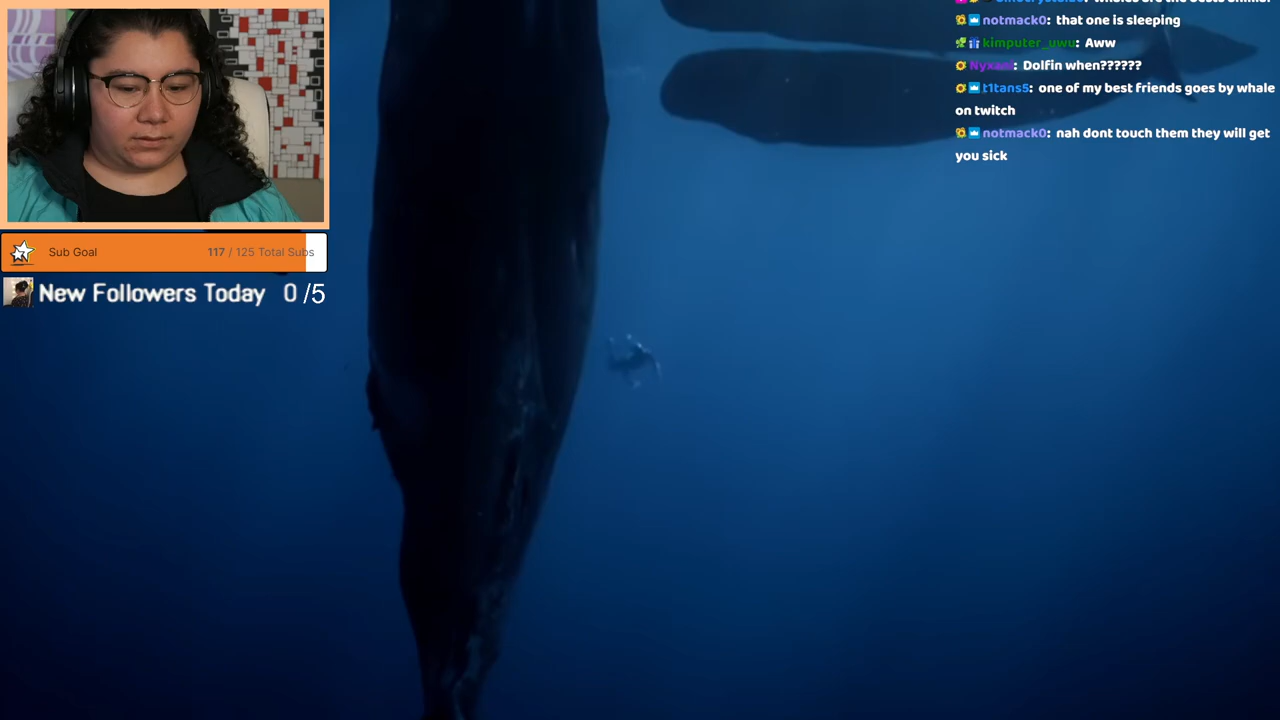 notmack0: that one is sleeping
kimputer_uwu: Aww
: Dolfin when??????
t1tans5: one of my best friends goes by whale
on twitch
notmack0: nah dont touch them they will get
you sick
Sub Goal 117 / 125 Total Subs
New Followers Today 0 /5